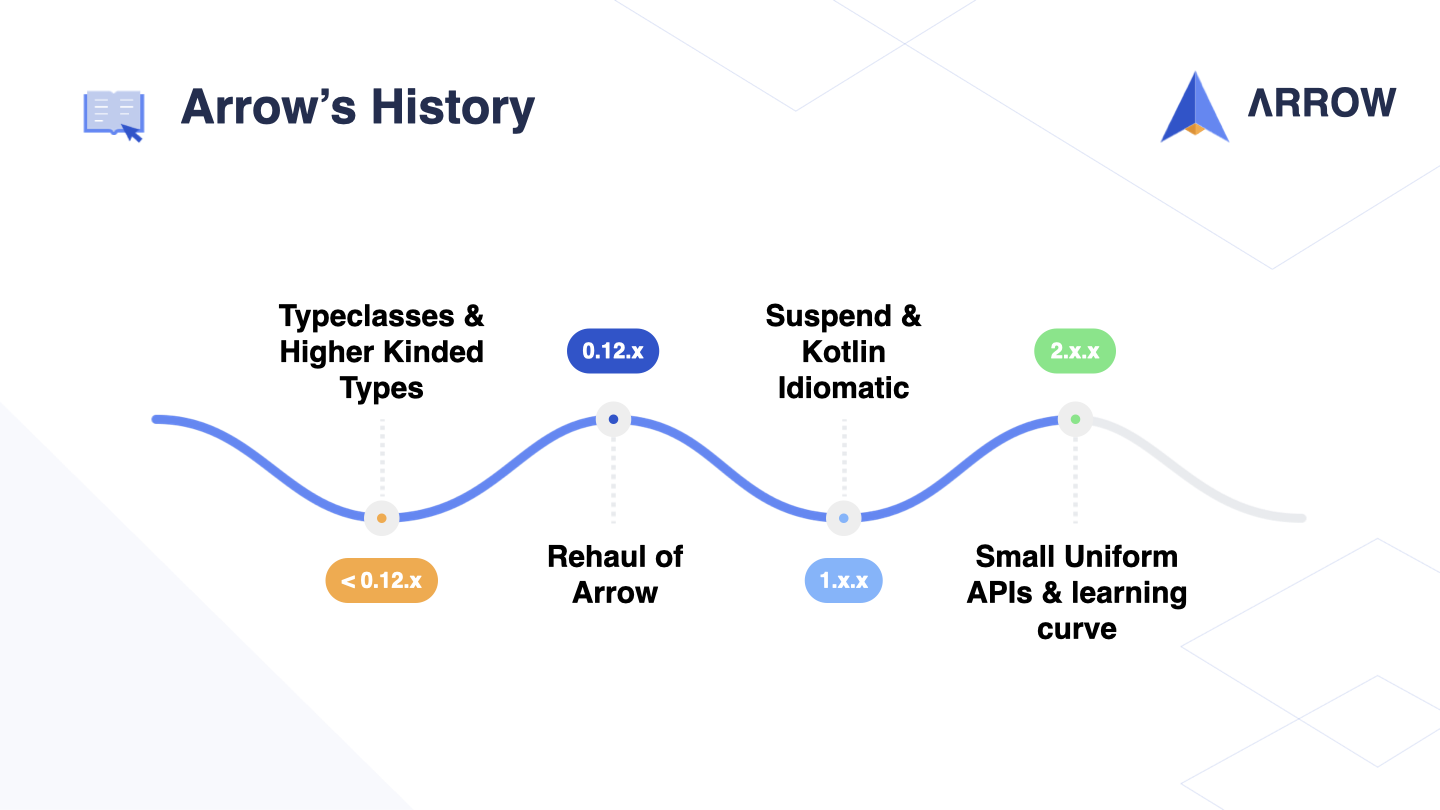 Arrow’s History
ARROW
Typeclasses &
Higher Kinded
Types
< 0.12.x
0.12.x
Rehaul of
Arrow
Suspend &
Kotlin
Idiomatic
1.x.x
2.x.x
Small Uniform
APIs & learning
curve